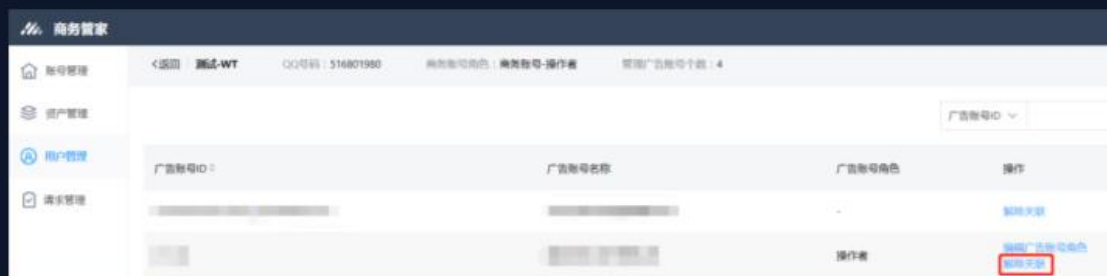 商务管家
账号管理
<返回 测试-WT QQ号码：516801980 商务账号角色：商务账号-操作者 管理广告账号个数：4
资产管理
广告账号ID
用户管理
广告账号ID 广告账号名称 广告账号角色 操作
请求管理
- 解除关联
操作者 编辑广告账号角色
解除关联